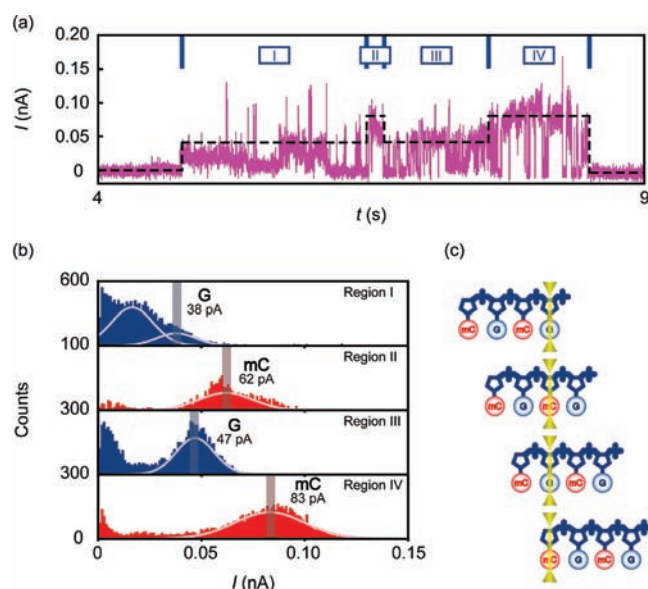 (a)
I (nA)
0.20
0.15
0.10
0.05
0
I
II
III
IV
4
t (s)
9
(b)
Counts
600
100
300
300
0
G
38 pA
Region I
mC
62 pA
Region II
G
47 pA
Region III
mC
83 pA
Region IV
0
0.05
0.10
0.15
I (nA)
(c)
mC G mC G
mC G mC G
mC G mC G
mC G mC G